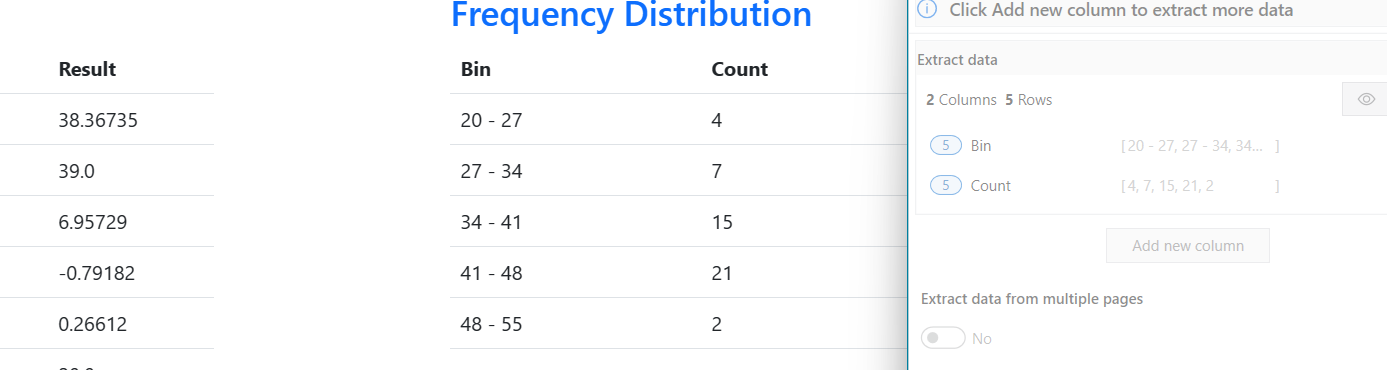 Frequency Distribution
Result
38.36735
39.0
6.95729
-0.79182
0.26612
Bin Count
20 - 27 4
27 - 34 7
34 - 41 15
41 - 48 21
48 - 55 2
Click Add new column to extract more data
Extract data
2 Columns 5 Rows
5 Bin [20 - 27, 27 - 34, 34... ]
5 Count [4, 7, 15, 21, 2 ]
Add new column
Extract data from multiple pages
No